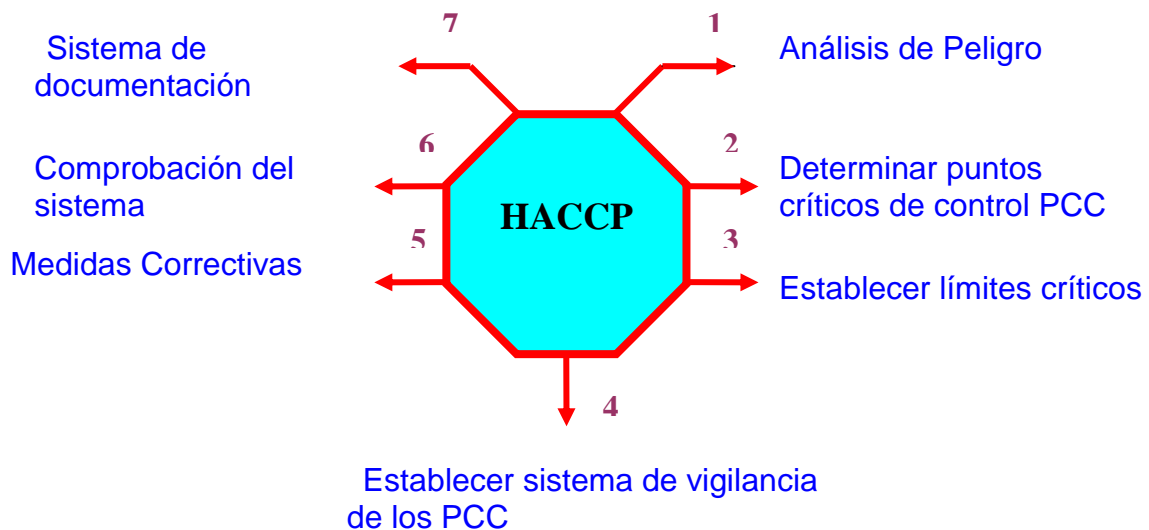 7
1
Sistema de
documentación
Análisis de Peligro
6
2
Comprobación del
sistema
Determinar puntos
críticos de control PCC
HACCP
5
3
Medidas Correctivas
Establecer límites críticos
4
Establecer sistema de vigilancia
de los PCC